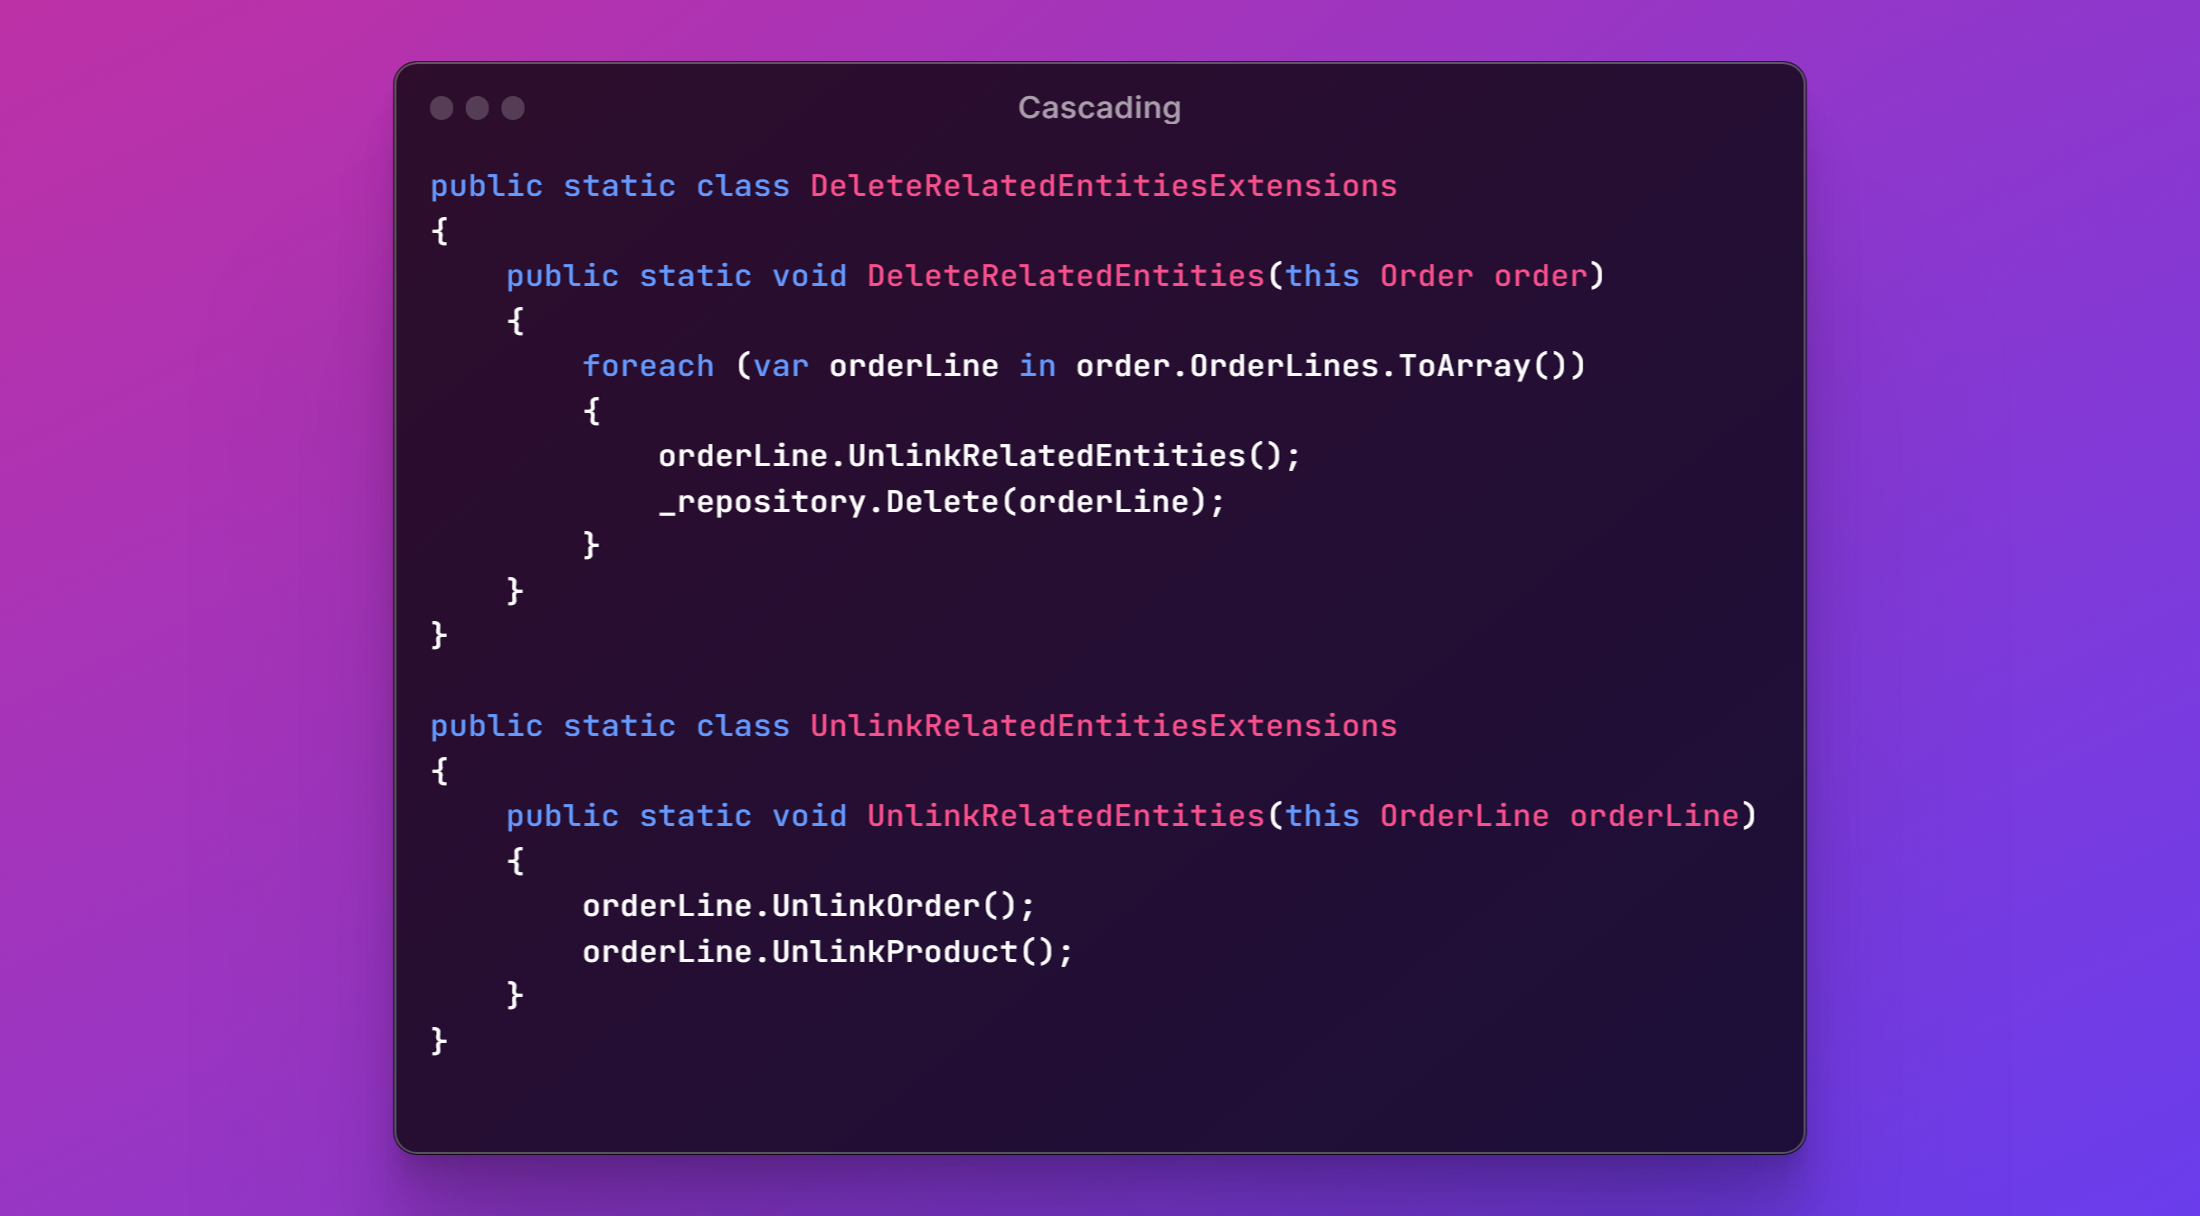 Cascading
public static class DeleteRelatedEntitiesExtensions
{
    public static void DeleteRelatedEntities(this Order order)
    {
        foreach (var orderLine in order.OrderLines.ToArray())
        {
            orderLine.UnlinkRelatedEntities();
            _repository.Delete(orderLine);
        }
    }
}

public static class UnlinkRelatedEntitiesExtensions
{
    public static void UnlinkRelatedEntities(this OrderLine orderLine)
    {
        orderLine.UnlinkOrder();
        orderLine.UnlinkProduct();
    }
}